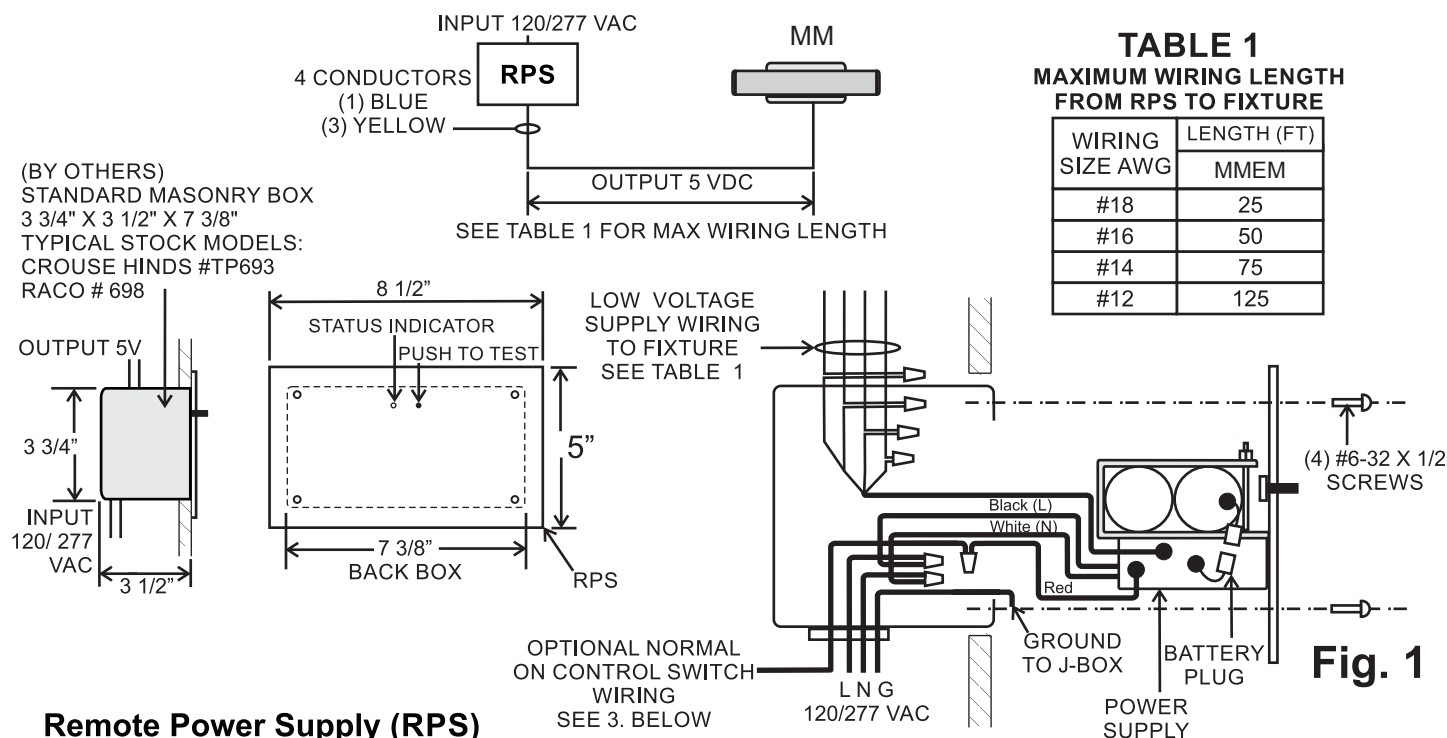 INPUT 120/277 VAC
RPS
4 CONDUCTORS
(1) BLUE
(3) YELLOW
MM
OUTPUT 5 VDC
SEE TABLE 1 FOR MAX WIRING LENGTH
TABLE 1
MAXIMUM WIRING LENGTH
FROM RPS TO FIXTURE
WIRING
SIZE AWG
LENGTH (FT)
MMEM
#18 25
#16 50
#14 75
#12 125
(BY OTHERS)
STANDARD MASONRY BOX
3 3/4" X 3 1/2" X 7 3/8"
TYPICAL STOCK MODELS:
CROUSE HINDS #TP693
RACO # 698
OUTPUT 5V
3 3/4”
INPUT
120/ 277
VAC
3 1/2”
8 1/2”
STATUS INDICATOR
PUSH TO TEST
5”
7 3/8”
BACK BOX
RPS
LOW VOLTAGE
SUPPLY WIRING
TO FIXTURE
SEE TABLE 1
Black (L)
White (N)
Red
(4) #6-32 X 1/2
SCREWS
OPTIONAL NORMAL
ON CONTROL SWITCH
WIRING
SEE 3. BELOW
L N G
120/277 VAC
GROUND
TO J-BOX
BATTERY
PLUG
POWER
SUPPLY
Fig. 1
Remote Power Supply (RPS)